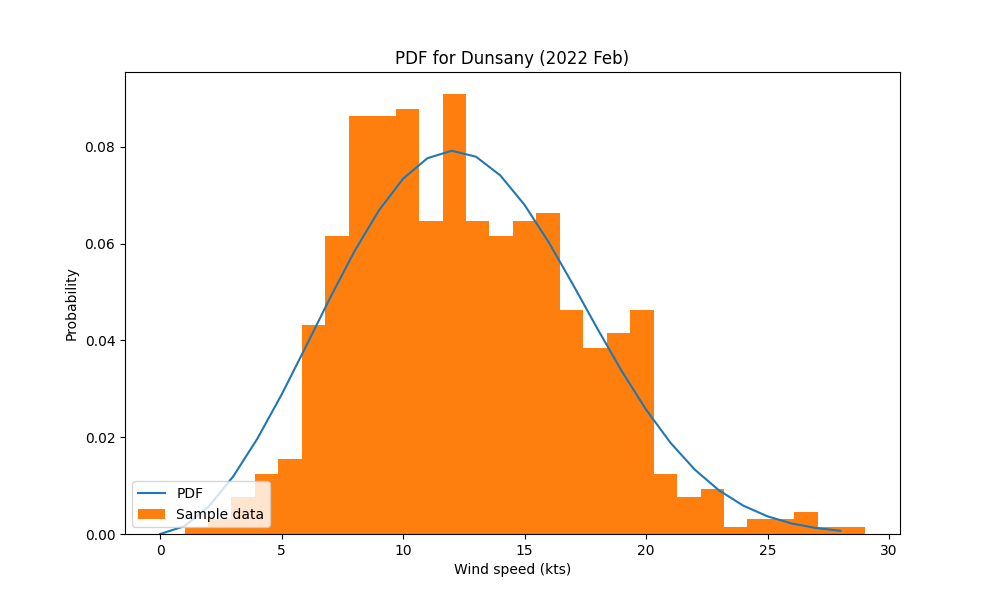 PDF for Dunsany (2022 Feb)
0.08
0.06
0.04
0.02
0.00
Probability
PDF
Sample data
0 5 10 15 20 25 30
Wind speed (kts)